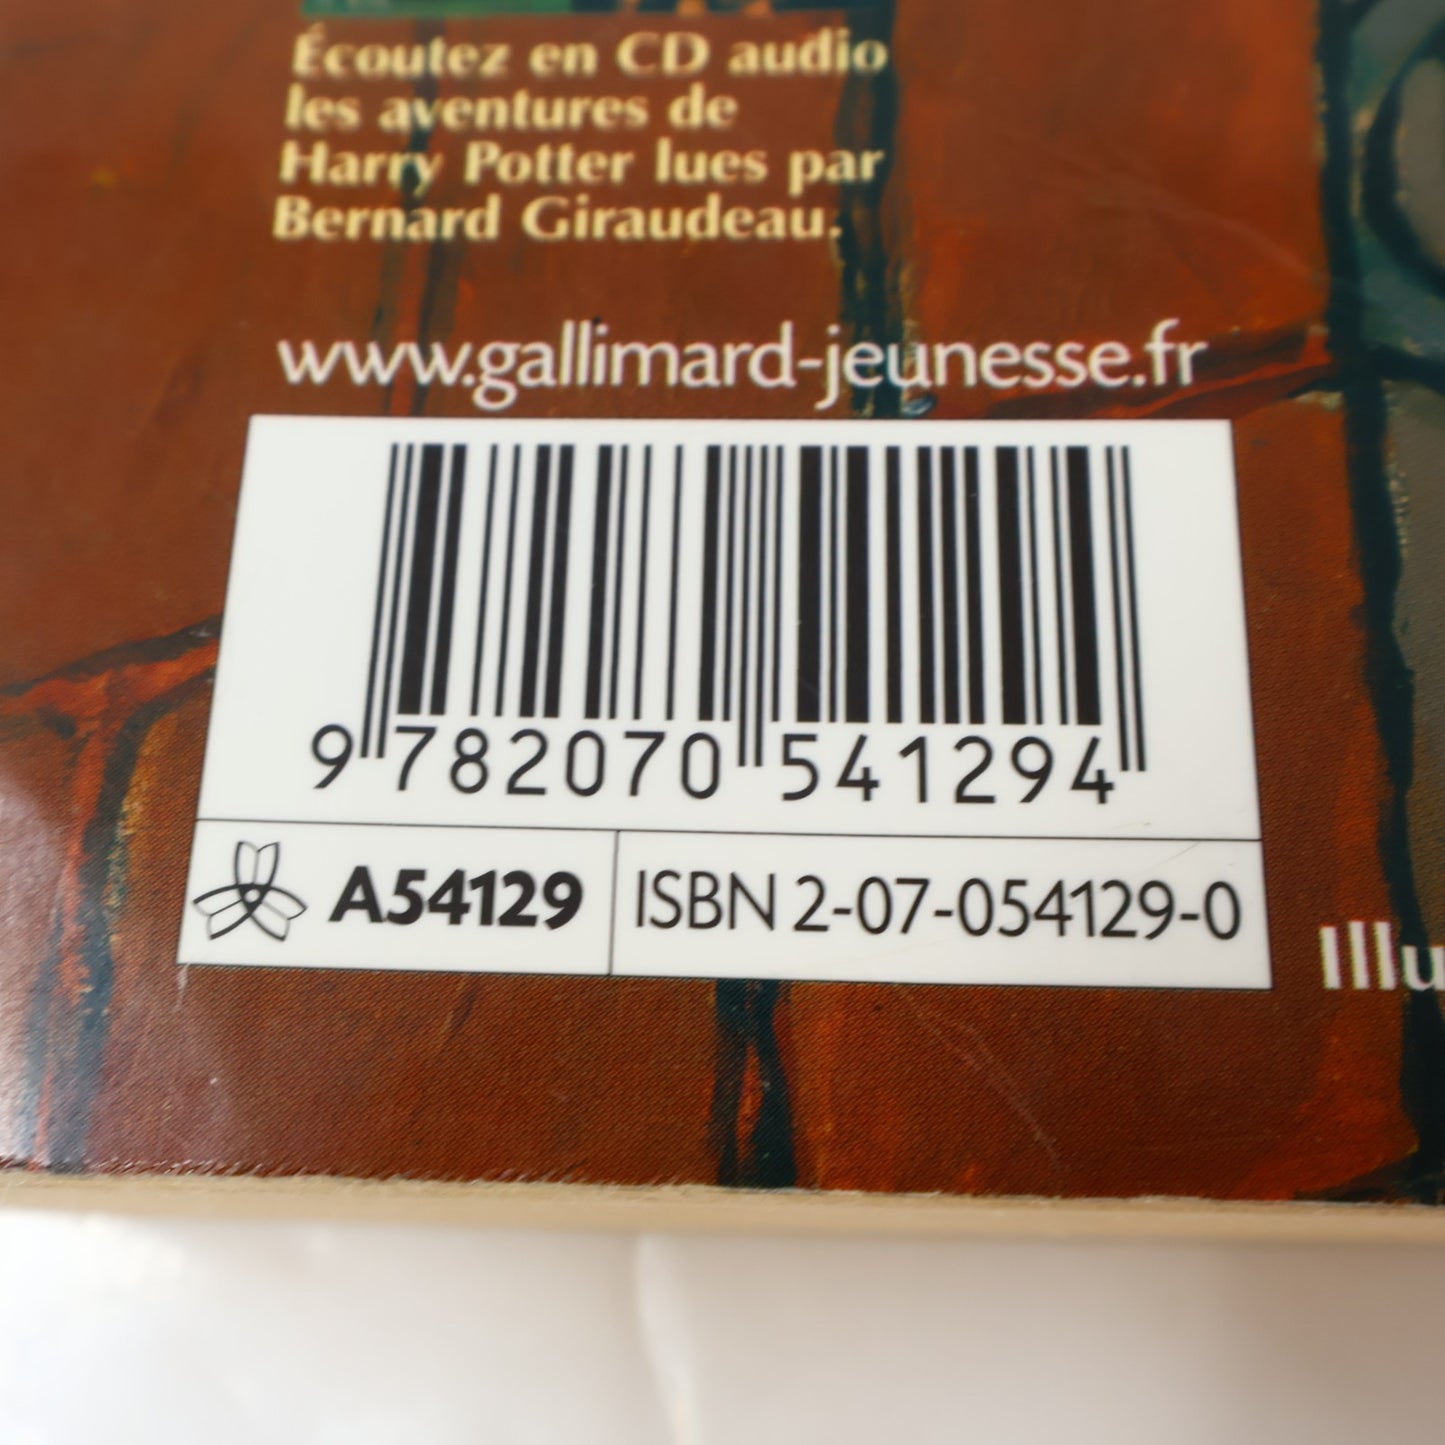 Écoutez en CD audio
les aventures de
Harry Potter lues par
Bernard Giraudeau.
www.gallimard-jeunesse.fr
9 782070 541294
A54129
ISBN 2-07-054129-0